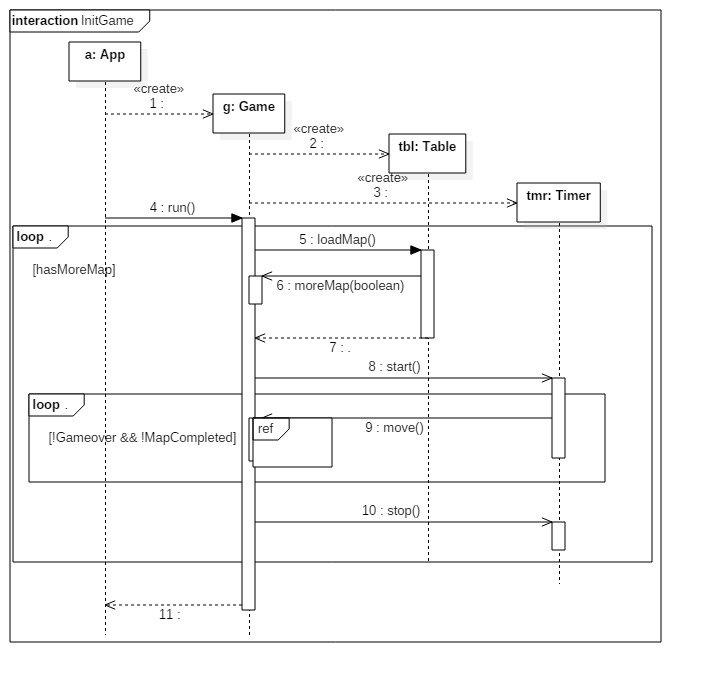 interaction InitGame
a: App
«create»
1 :
g: Game
«create»
2 :
tbl: Table
«create»
3 :
tmr: Timer
4 : run()
loop .
5 : loadMap()
[hasMoreMap]
6 : moreMap(boolean)
7 : .
8 : start()
loop .
ref
9 : move()
[!Gameover && !MapCompleted]
10 : stop()
11 :